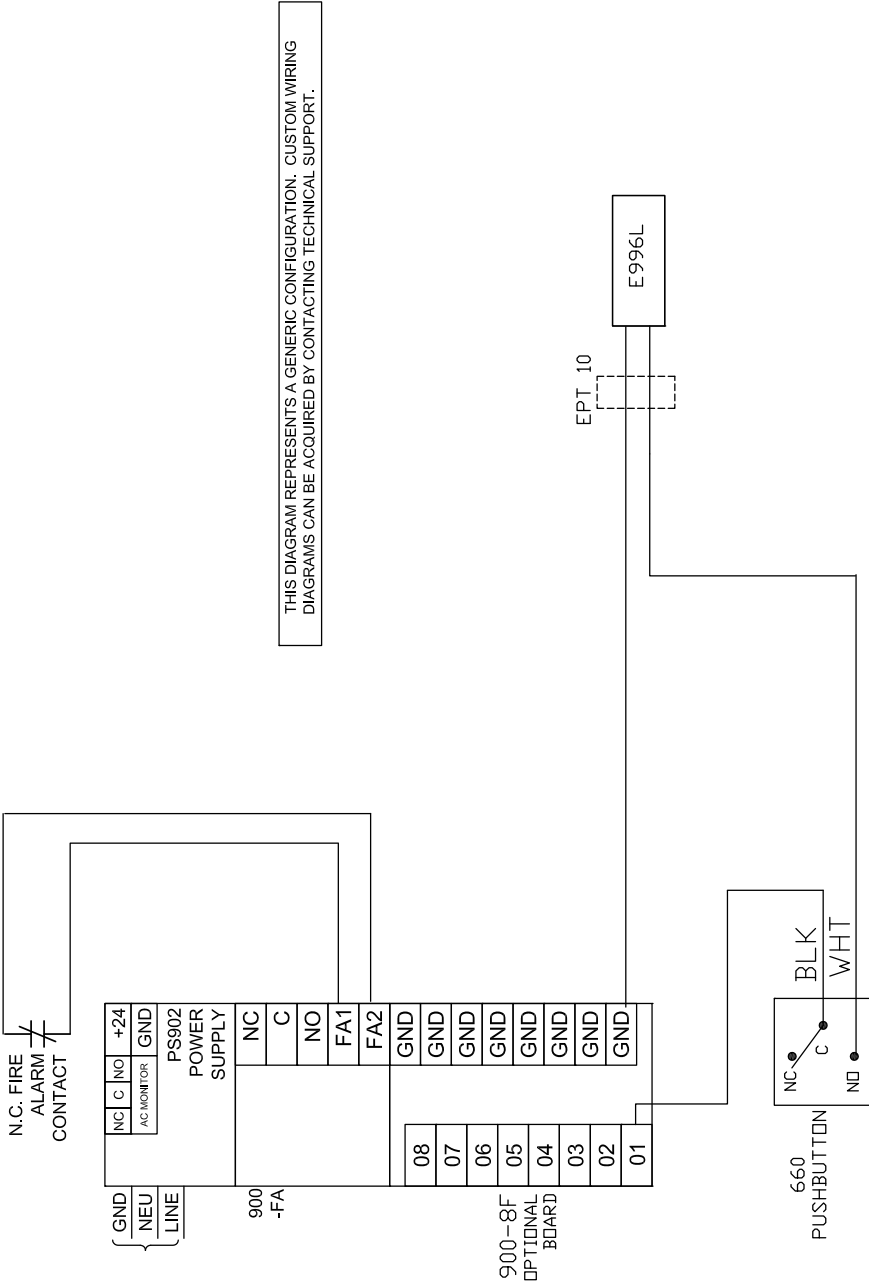 N.C. FIRE
ALARM
CONTACT
THIS DIAGRAM REPRESENTS A GENERIC CONFIGURATION. CUSTOM WIRING
DIAGRAMS CAN BE ACQUIRED BY CONTACTING TECHNICAL SUPPORT.
GND
NEU
LINE
NC C NO +24
AC MONITOR GND
PS902
POWER
SUPPLY
900
-FA
NC
C
NO
FA1
FA2
GND
GND
GND
GND
GND
GND
GND
GND
900-8F
OPTIONAL
BOARD
08
07
06
05
04
03
02
01
EPT 10
E996L
BLK
WHT
NC
C
NO
660
PUSHBUTTON